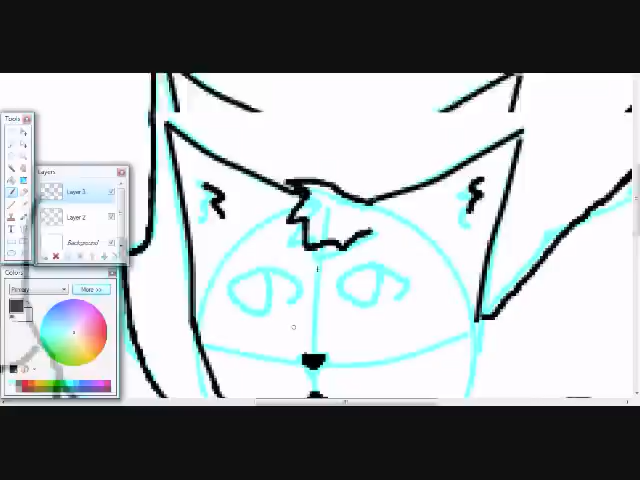 Tools
Layers
Layer 3
Layer 2
Background
Colors
Primary
More >>